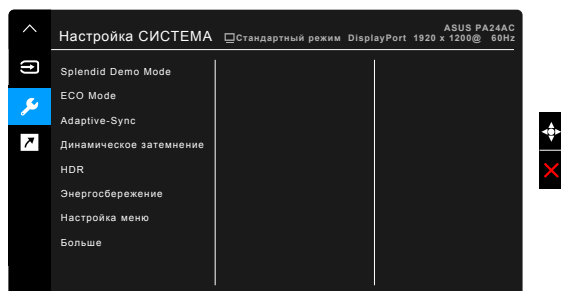 ASUS PA24AC
Настройка СИСТЕМА Стандартный режим DisplayPort 1920 x 1200@ 60Hz
Splendid Demo Mode
ECO Mode
Adaptive-Sync
Динамическое затемнение
HDR
Энергосбережение
Настройка меню
Больше